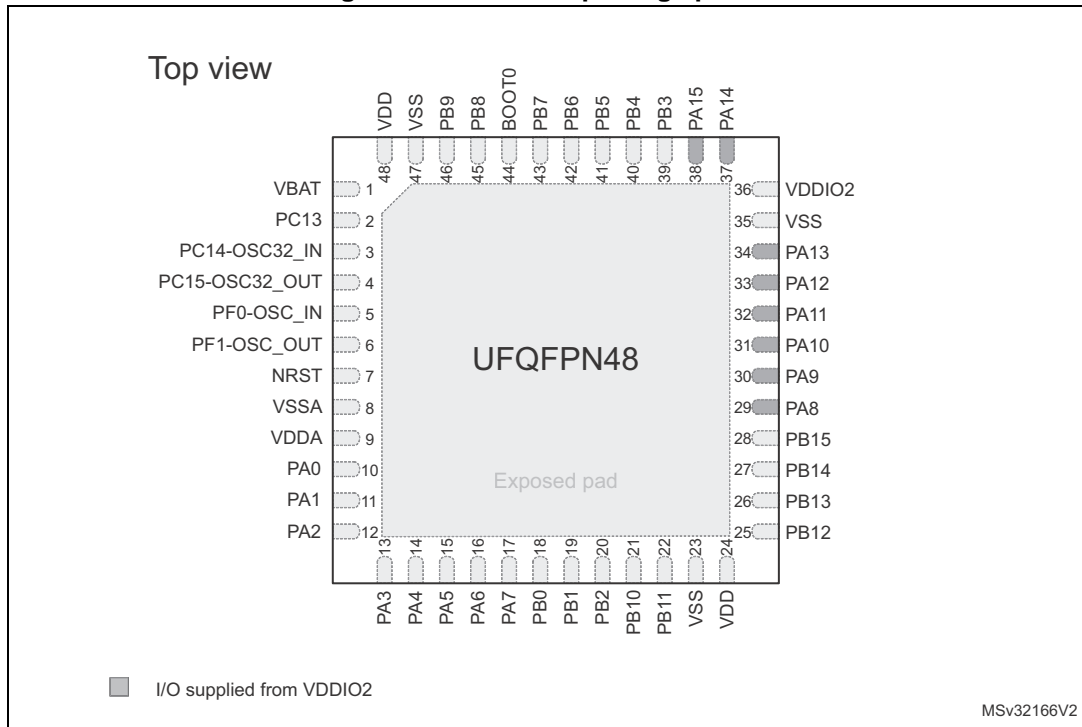 Top view
VDD
VSS
PB9
PB8
BOOT0
PB7
PB6
PB5
PB4
PB3
PA15
PA14
48
47
46
45
44
43
42
41
40
39
38
37
VBAT 1
PC13 2
PC14-OSC32_IN 3
PC15-OSC32_OUT 4
PF0-OSC_IN 5
PF1-OSC_OUT 6
NRST 7
VSSA 8
VDDA 9
PA0 10
PA1 11
PA2 12
36 VDDIO2
35 VSS
34 PA13
33 PA12
32 PA11
31 PA10
30 PA9
29 PA8
28 PB15
27 PB14
26 PB13
25 PB12
UFQFPN48
Exposed pad
13
14
15
16
17
18
19
20
21
22
23
24
PA3
PA4
PA5
PA6
PA7
PB0
PB1
PB2
PB10
PB11
VSS
VDD
I/O supplied from VDDIO2
MSv32166V2